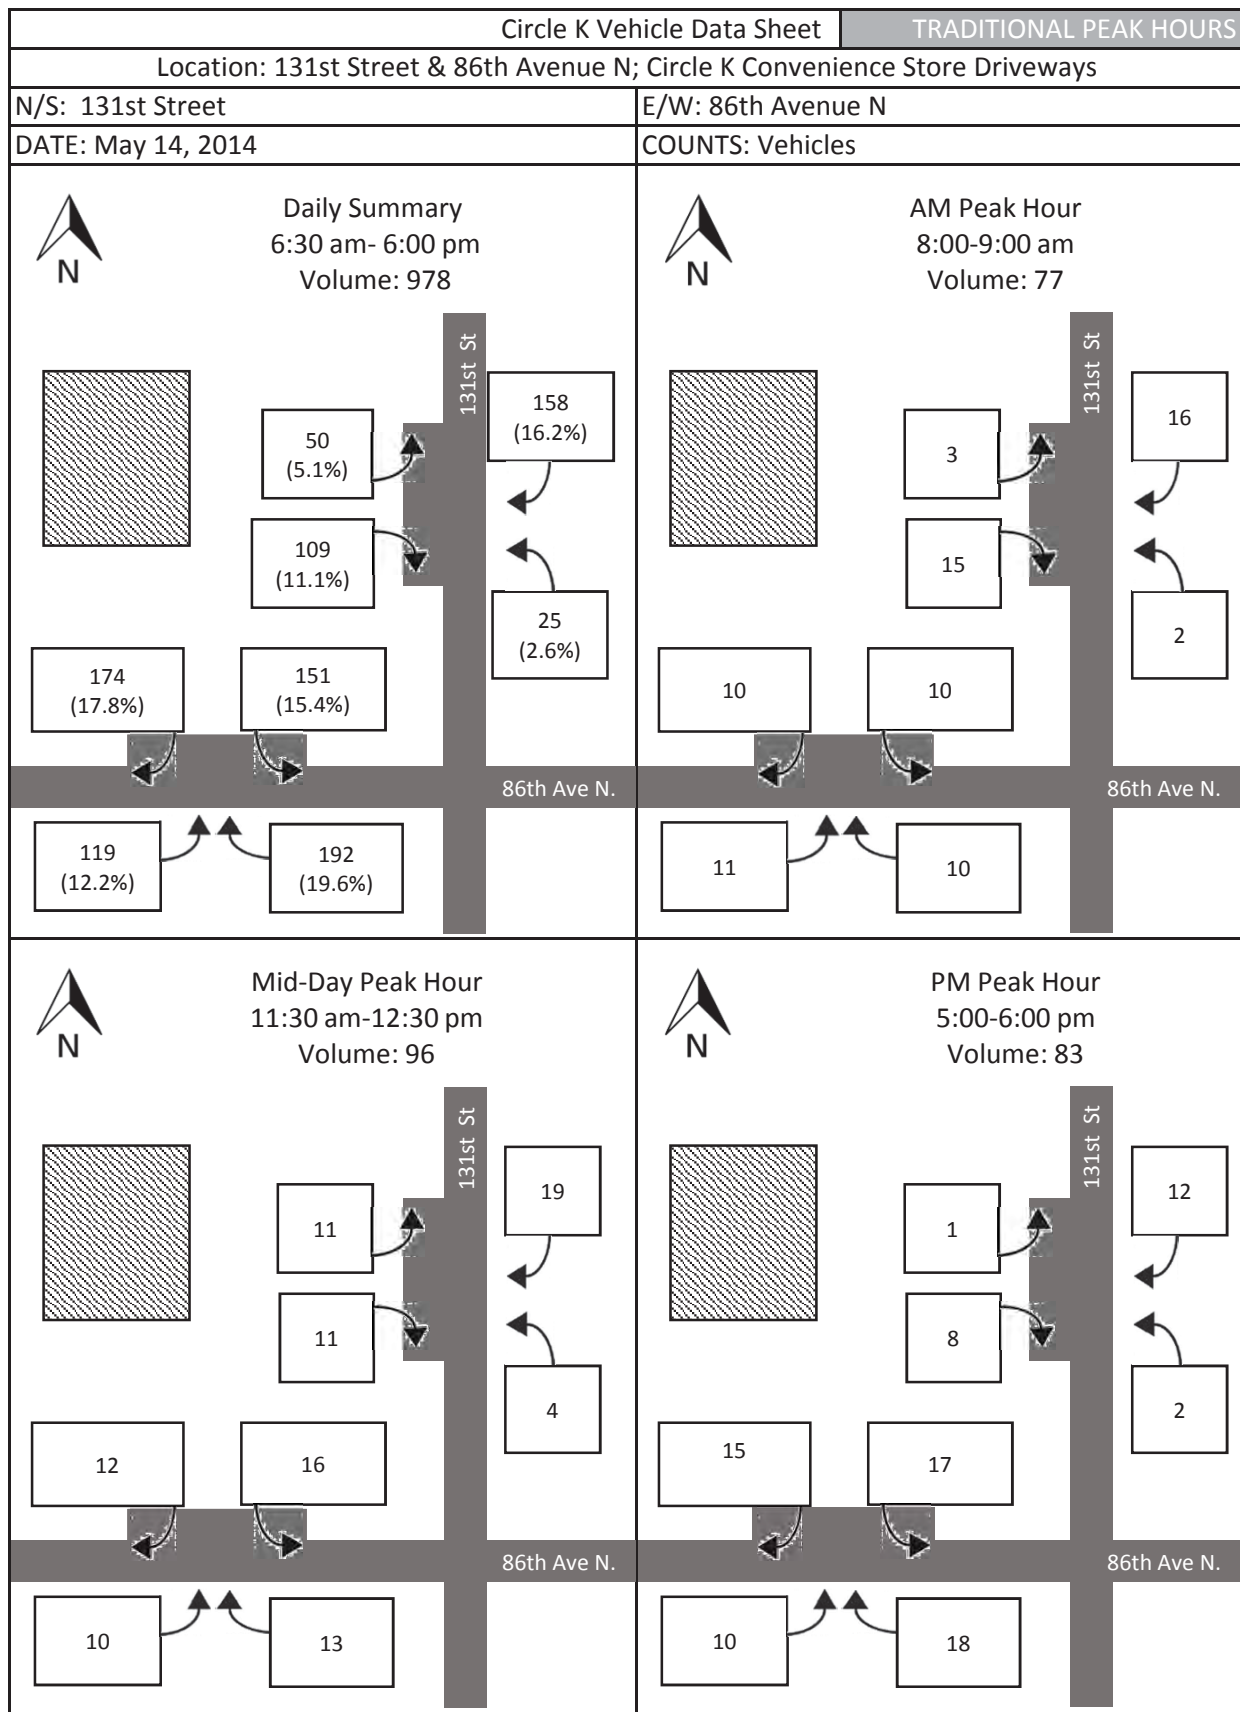 Circle K Vehicle Data Sheet
TRADITIONAL PEAK HOURS
Location: 131st Street & 86th Avenue N; Circle K Convenience Store Driveways
N/S: 131st Street
E/W: 86th Avenue N
DATE: May 14, 2014
COUNTS: Vehicles
Daily Summary
6:30 am- 6:00 pm
Volume: 978
N
131st St
158
(16.2%)
50
(5.1%)
109
(11.1%)
25
(2.6%)
174
(17.8%)
151
(15.4%)
86th Ave N.
119
(12.2%)
192
(19.6%)
AM Peak Hour
8:00-9:00 am
Volume: 77
N
131st St
16
3
15
2
10
10
86th Ave N.
11
10
Mid-Day Peak Hour
11:30 am-12:30 pm
Volume: 96
N
131st St
19
11
11
4
12
16
86th Ave N.
10
13
PM Peak Hour
5:00-6:00 pm
Volume: 83
N
131st St
12
1
8
2
15
17
86th Ave N.
10
18